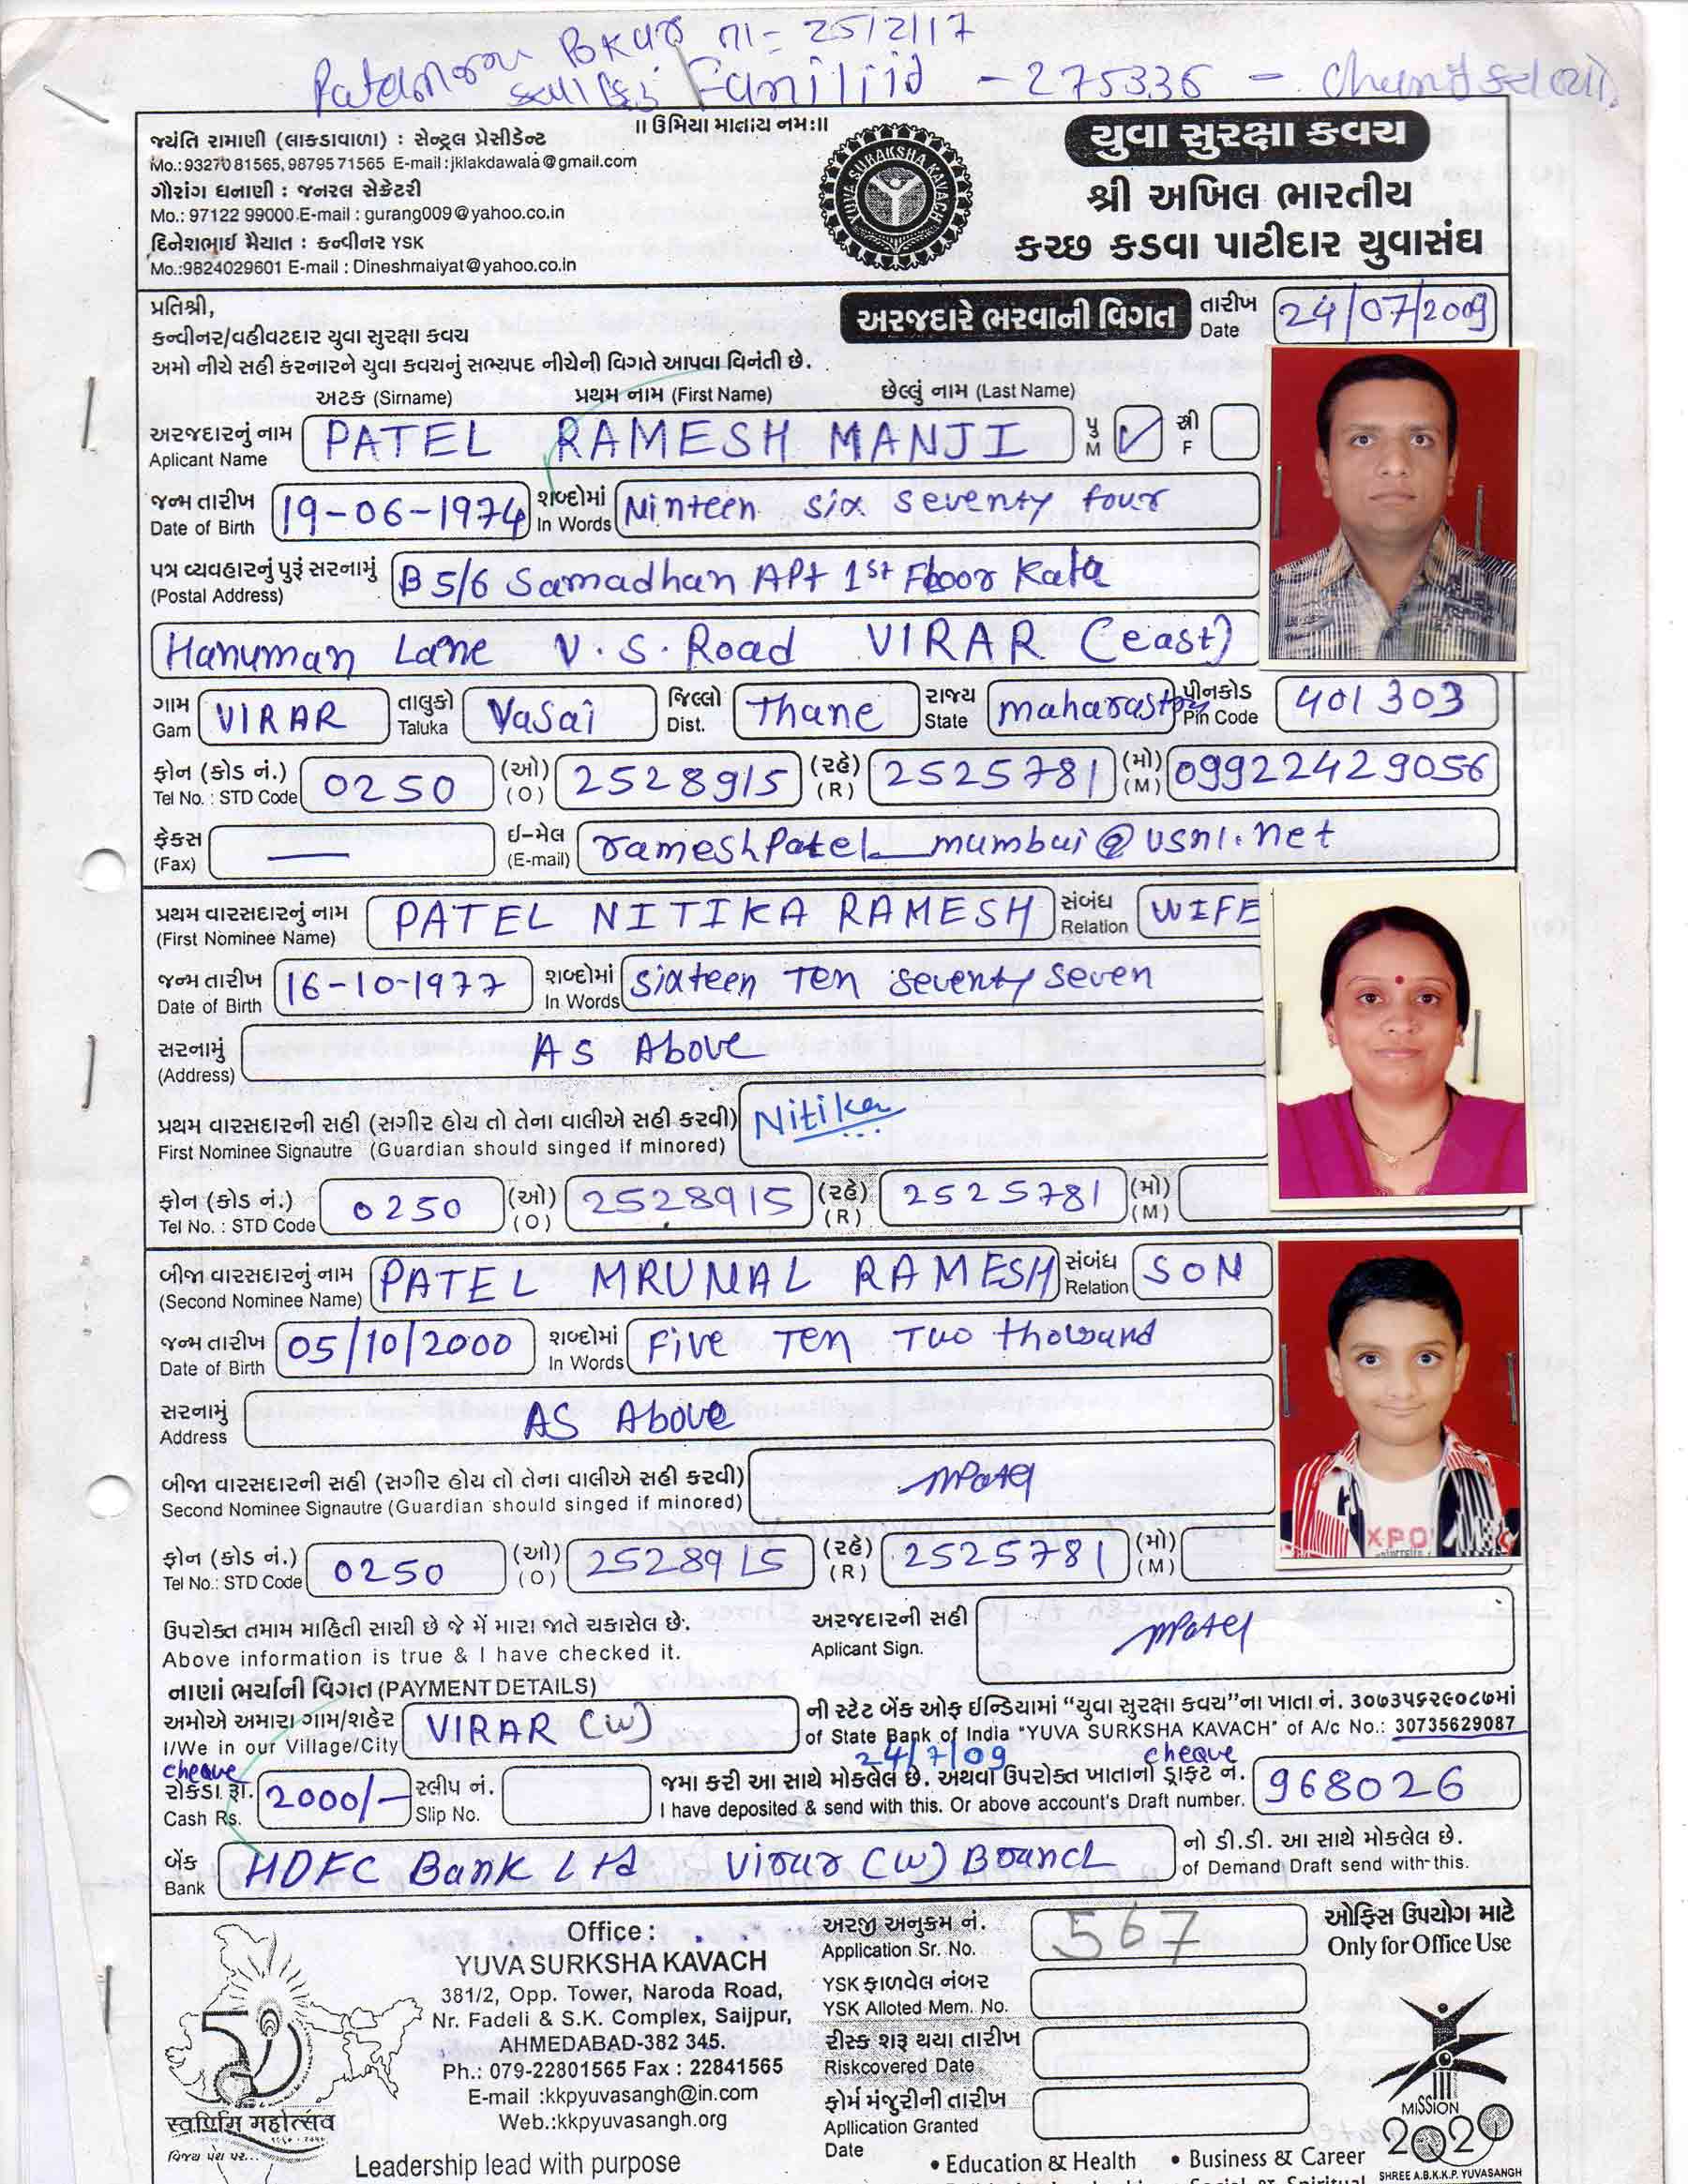 તા- 25/2/17
Family id - 275336 -
॥ ઉમિયા માતાય નમઃ॥
જ્યંતિ રામાણી (લાકડાવાળા) : સેન્ટ્રલ પ્રેસીડેન્ટ
Mo.:9327081565,9879571565 E-mail:jklakdawala@gmail.com
ગૌરાંગ ધનાણી : જનરલ સેક્રેટરી
Mo.: 97122 99000.E-mail : gurang009@yahoo.co.in
દિનેશભાઈ મૈયાત : કન્વીનર YSK
Mo.:9824029601 E-mail : Dineshmaiyat@yahoo.co.in
YUVA SURAKSHA KAVACH
યુવા સુરક્ષા કવચ
શ્રી અખિલ ભારતીય
કચ્છ કડવા પાટીદાર યુવાસંઘ
પ્રતિશ્રી,
કન્વીનર/વહીવટદાર યુવા સુરક્ષા કવચ
અરજદારે ભરવાની વિગત તારીખ Date 24/07/2009
અમો નીચે સહી કરનારને યુવા કવચનું સભ્યપદ નીચેની વિગતે આપવા વિનંતી છે.
અટક (Sirname) પ્રથમ નામ (First Name) છેલ્લું નામ (Last Name)
અરજદારનું નામ PATEL RAMESH MANJI પુ ✓ સ્ત્રી
Aplicant Name M F
જન્મ તારીખ 19-06-1974 શબ્દોમાં Ninteen six seventy four
Date of Birth In Words
પત્ર વ્યવહારનું પુરૂં સરનામું B 5/6 Samadhan APt 1st Floor Kala
(Postal Address)
Hanuman Lane V.S.Road VIRAR (east)
ગામ VIRAR તાલુકો Vasai જિલ્લો Thane રાજ્ય maharastra પીનકોડ 401303
Gam Taluka Dist. State Pin Code
ફોન (કોડ નં.) 0250 (ઓ) 2528915 (રહે) 2525781 (મો) 09922429056
Tel No. : STD Code (O) (R) (M)
ફેક્સ — ઈ-મેલ rameshpatel_mumbai@vsnl.net
(Fax) (E-mail)
પ્રથમ વારસદારનું નામ PATEL NITIKA RAMESH સંબંધ WIFE
(First Nominee Name) Relation
જન્મ તારીખ 16-10-1977 શબ્દોમાં Sixteen Ten seventy seven
Date of Birth In Words
સરનામું As Above
(Address)
પ્રથમ વારસદારની સહી (સગીર હોય તો તેના વાલીએ સહી કરવી) Nitika
First Nominee Signautre (Guardian should singed if minored)
ફોન (કોડ નં.) 0250 (ઓ) 2528915 (રહે) 2525781 (મો)
Tel No. : STD Code (O) (R) (M)
બીજા વારસદારનું નામ PATEL MRUNAL RAMESH સંબંધ SON
(Second Nominee Name) Relation
જન્મ તારીખ 05/10/2000 શબ્દોમાં Five Ten Two thousand
Date of Birth In Words
સરનામું AS Above
Address
બીજા વારસદારની સહી (સગીર હોય તો તેના વાલીએ સહી કરવી) mpatel
Second Nominee Signautre (Guardian should singed if minored)
XPO
ફોન (કોડ નં.) 0250 (ઓ) 2528915 (રહે) 2525781 (મો)
Tel No.: STD Code (O) (R) (M)
ઉપરોક્ત તમામ માહિતી સાચી છે જે મેં મારા જાતે ચકાસેલ છે. અરજદારની સહી mpatel
Above information is true & I have checked it. Aplicant Sign.
નાણાં ભર્યાની વિગત (PAYMENT DETAILS)
અમોએ અમારા ગામ/શહેર VIRAR (W) ની સ્ટેટ બેંક ઓફ ઈન્ડિયામાં “યુવા સુરક્ષા કવચ”ના ખાતા નં. ૩૦૭૩૫૬૨૯૦૮૭માં
I/We in our Village/City of State Bank of India "YUVA SURKSHA KAVACH" of A/c No.: 30735629087
cheque 24/7/09 cheque
રોકડા રૂા. 2000/- સ્લીપ નં. જમા કરી આ સાથે મોકલેલ છે. અથવા ઉપરોક્ત ખાતાનો ડ્રાફ્ટ નં. 968026
Cash Rs. Slip No. I have deposited & send with this. Or above account's Draft number.
બેંક HDFC Bank Ltd Virar (W) Branch નો ડી.ડી. આ સાથે મોકલેલ છે.
Bank of Demand Draft send with this.
स्वर्णिम महोत्सव
વિજય પથ પર...
Office :
YUVA SURKSHA KAVACH
381/2, Opp. Tower, Naroda Road,
Nr. Fadeli & S.K. Complex, Saijpur,
AHMEDABAD-382 345.
Ph.: 079-22801565 Fax : 22841565
E-mail :kkpyuvasangh@in.com
Web.:kkpyuvasangh.org
Leadership lead with purpose
અરજી અનુક્રમ નં. 567
Application Sr. No.
YSK ફાળવેલ નંબર
YSK Alloted Mem. No.
રીસ્ક શરૂ થયા તારીખ
Riskcovered Date
ફોર્મ મંજુરીની તારીખ
Apllication Granted
Date
ઓફિસ ઉપયોગ માટે
Only for Office Use
MISSION
2020
SHREE A.B.K.K.P. YUVASANGH
• Education & Health • Business & Career